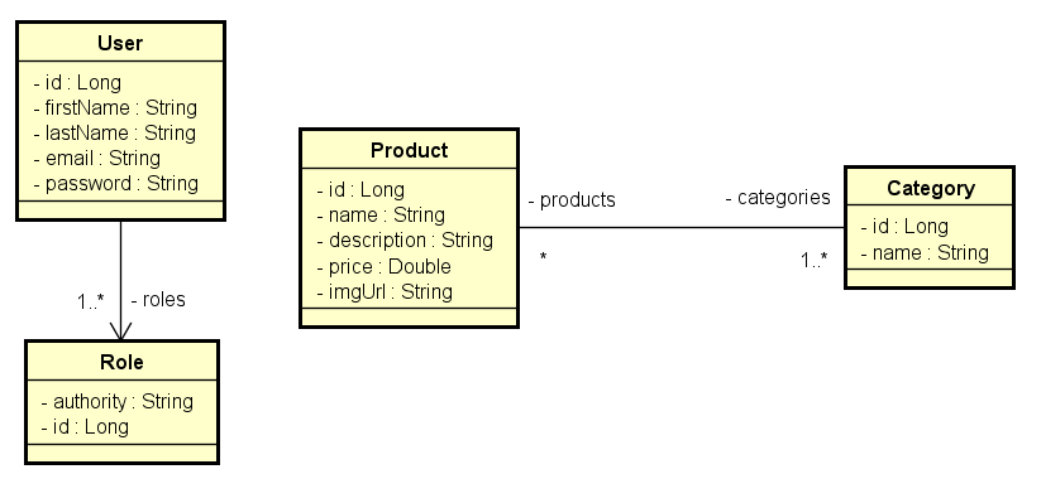 User
- id : Long
- firstName : String
- lastName : String
- email : String
- password : String
1..*
- roles
Role
- authority : String
- id : Long
Product
- id : Long
- name : String
- description : String
- price : Double
- imgUrl : String
- products
*
- categories
1..*
Category
- id : Long
- name : String